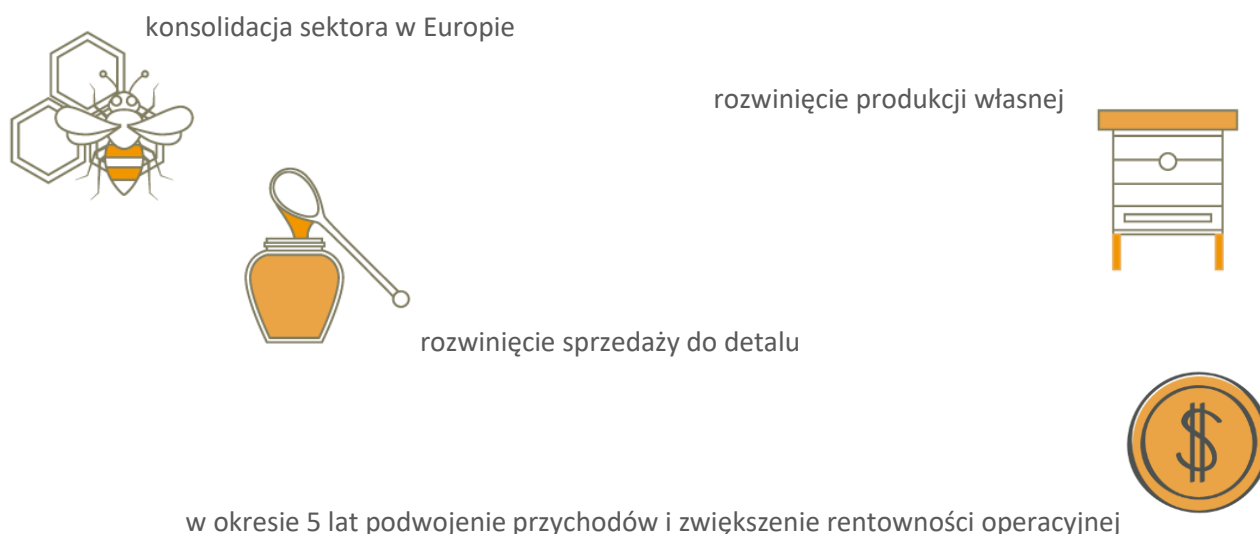 konsolidacja sektora w Europie
rozwinięcie produkcji własnej
rozwinięcie sprzedaży do detalu
w okresie 5 lat podwojenie przychodów i zwiększenie rentowności operacyjnej